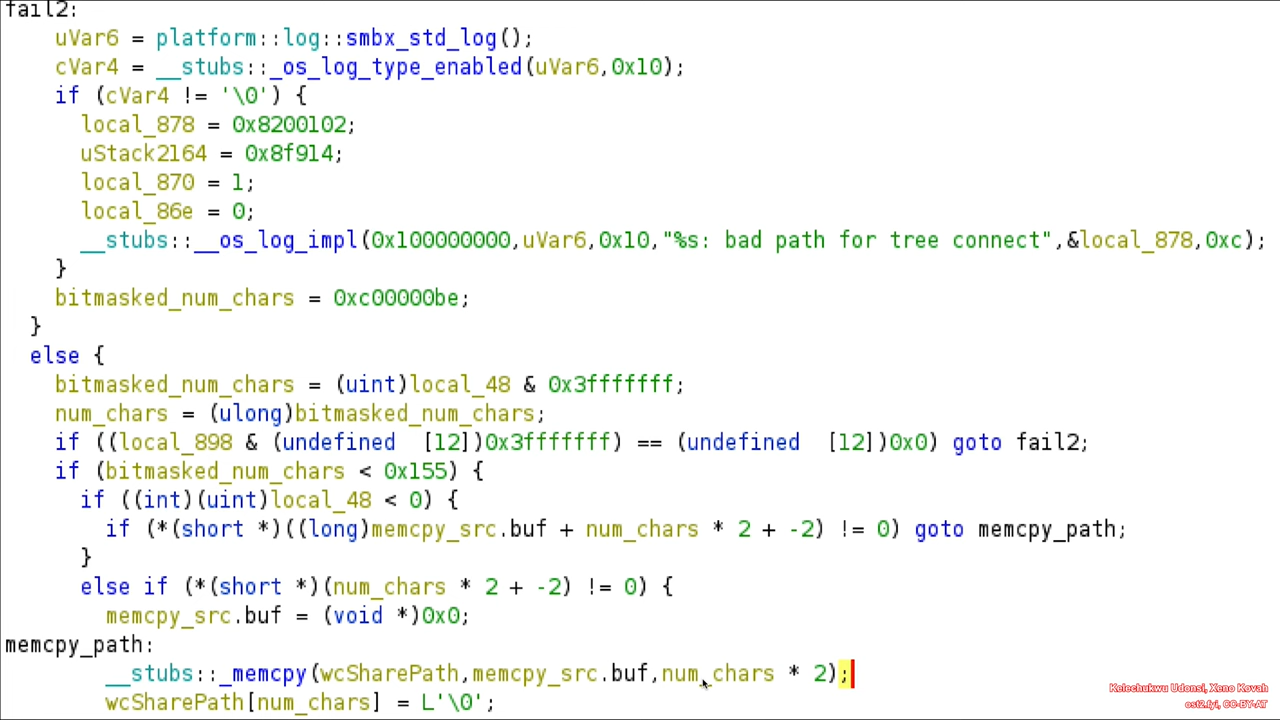 fail2:
uVar6 = platform::log::smbx_std_log();
cVar4 = __stubs::_os_log_type_enabled(uVar6,0x10);
if (cVar4 != '\0') {
local_878 = 0x8200102;
uStack2164 = 0x8f914;
local_870 = 1;
local_86e = 0;
__stubs::__os_log_impl(0x100000000,uVar6,0x10,"%s: bad path for tree connect",&local_878,0xc);
}
bitmasked_num_chars = 0xc00000be;
}
else {
bitmasked_num_chars = (uint)local_48 & 0x3fffffff;
num_chars = (ulong)bitmasked_num_chars;
if ((local_898 & (undefined  [12])0x3fffffff) == (undefined  [12])0x0) goto fail2;
if (bitmasked_num_chars < 0x155) {
if ((int)(uint)local_48 < 0) {
if (*(short *)((long)memcpy_src.buf + num_chars * 2 + -2) != 0) goto memcpy_path;
}
else if (*(short *)(num_chars * 2 + -2) != 0) {
memcpy_src.buf = (void *)0x0;
memcpy_path:
__stubs::_memcpy(wcSharePath,memcpy_src.buf,num_chars * 2);
wcSharePath[num_chars] = L'\0';
Kelechukwu Udonsi, Xeno Kovah
ost2.fyi, CC-BY-AT